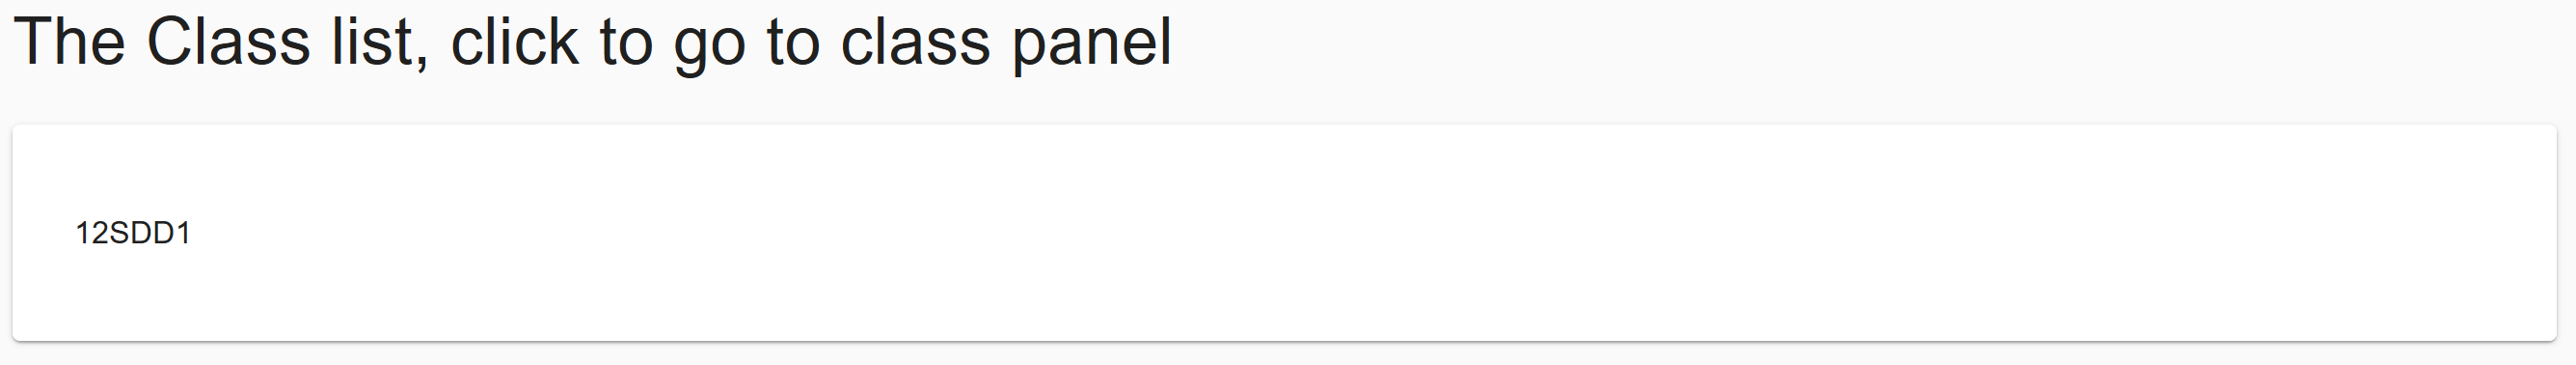 The Class list, click to go to class panel
12SDD1